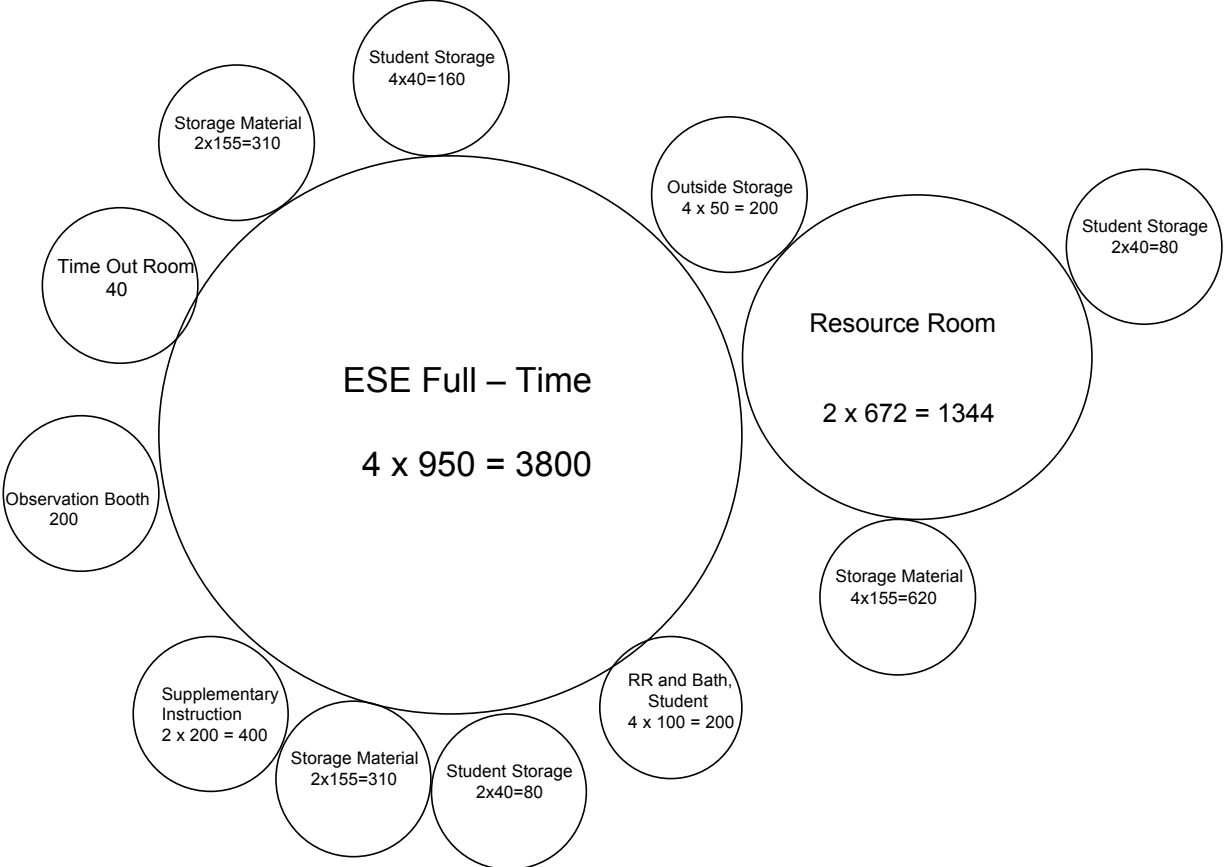 Student Storage
4x40=160
Storage Material
2x155=310
Outside Storage
4 x 50 = 200
Student Storage
2x40=80
Time Out Room
40
Resource Room
2 x 672 = 1344
ESE Full – Time
4 x 950 = 3800
Observation Booth
200
Storage Material
4x155=620
Supplementary
Instruction
2 x 200 = 400
RR and Bath,
Student
4 x 100 = 200
Storage Material
2x155=310
Student Storage
2x40=80